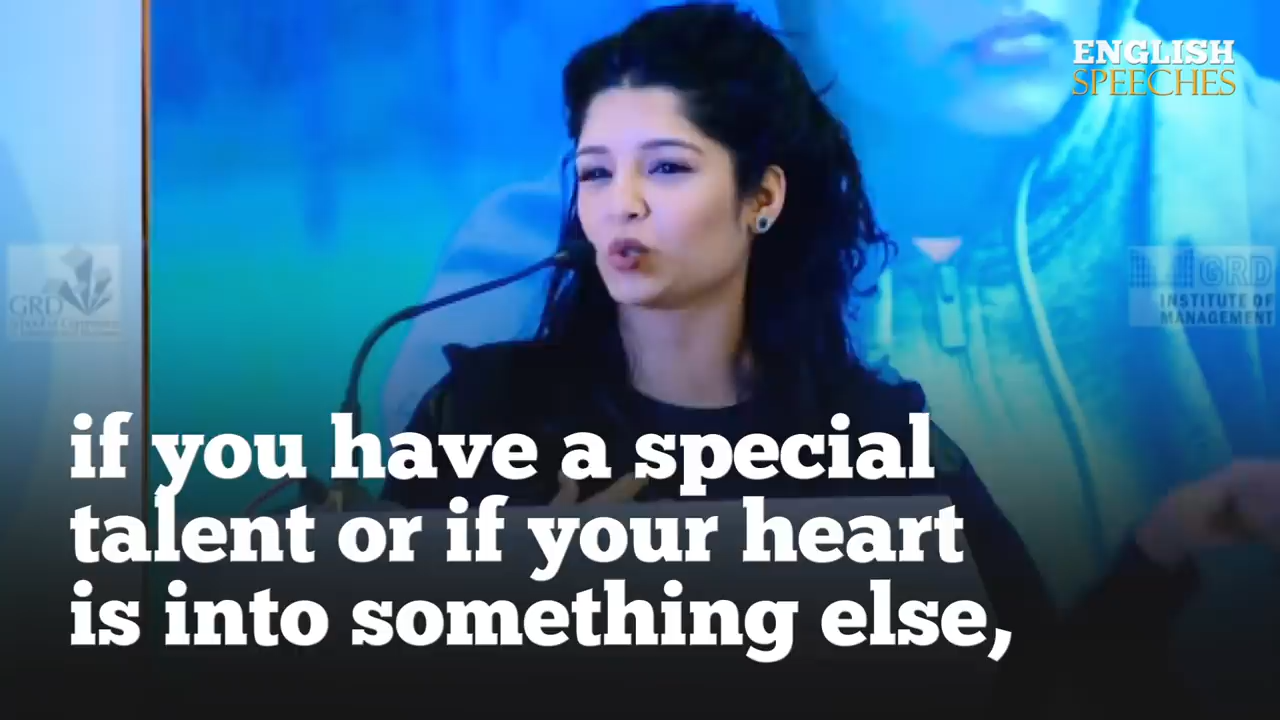 ENGLISH
SPEECHES
GRD
GRD
INSTITUTE OF
MANAGEMENT
if you have a special
talent or if your heart
is into something else,